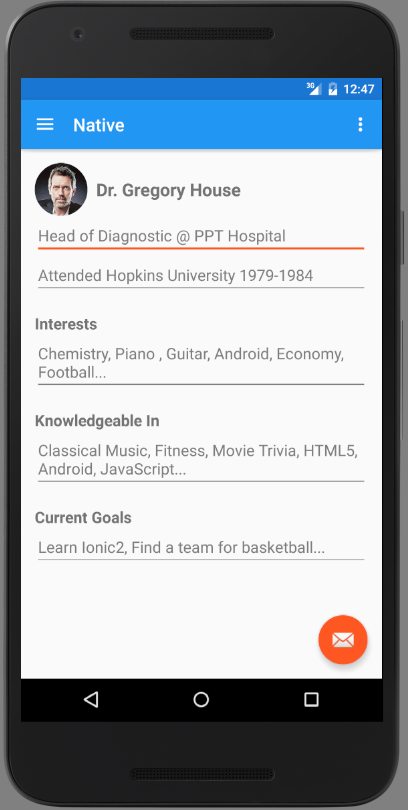 3G 12:47
Native
Dr. Gregory House
Head of Diagnostic @ PPT Hospital
Attended Hopkins University 1979-1984
Interests
Chemistry, Piano , Guitar, Android, Economy,
Football...
Knowledgeable In
Classical Music, Fitness, Movie Trivia, HTML5,
Android, JavaScript...
Current Goals
Learn Ionic2, Find a team for basketball...